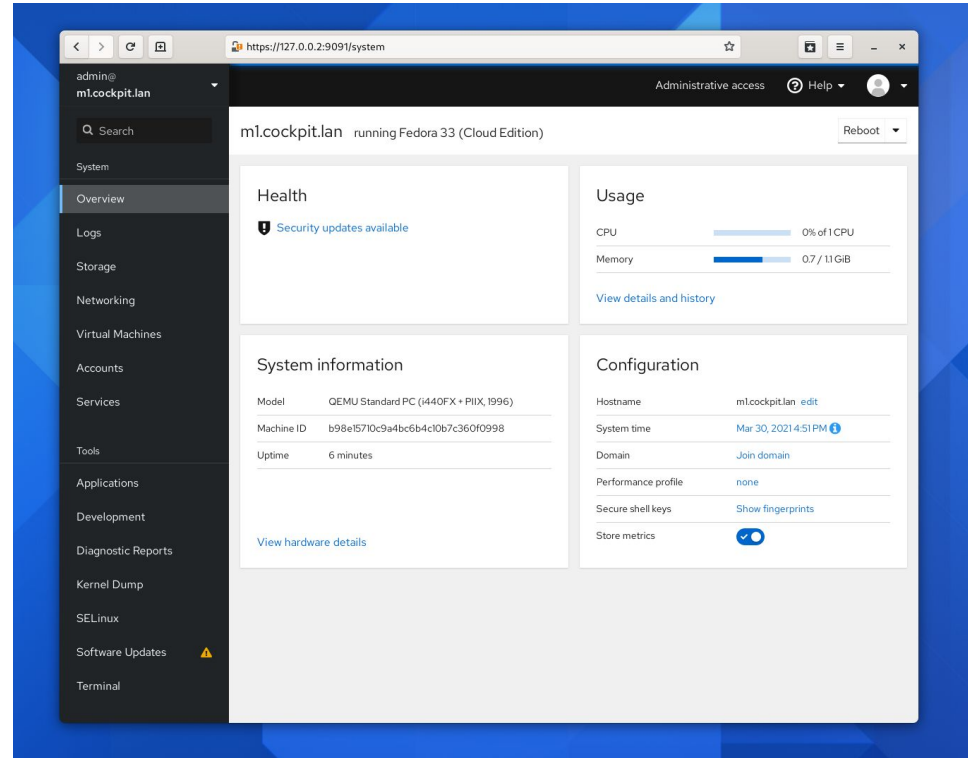 https://127.0.0.2:9091/system
admin@
m1.cockpit.lan
Administrative access
Help
Search
m1.cockpit.lan running Fedora 33 (Cloud Edition)
Reboot
System
Overview
Logs
Storage
Networking
Virtual Machines
Accounts
Services
Tools
Applications
Development
Diagnostic Reports
Kernel Dump
SELinux
Software Updates
Terminal
Health
Security updates available
Usage
CPU 0% of 1 CPU
Memory 0.7 / 1.1 GiB
View details and history
System information
Model QEMU Standard PC (i440FX + PIIX, 1996)
Machine ID b98e15710c9a4bc6b4c10b7c360f0998
Uptime 6 minutes
View hardware details
Configuration
Hostname m1.cockpit.lan edit
System time Mar 30, 2021 4:51 PM
Domain Join domain
Performance profile none
Secure shell keys Show fingerprints
Store metrics